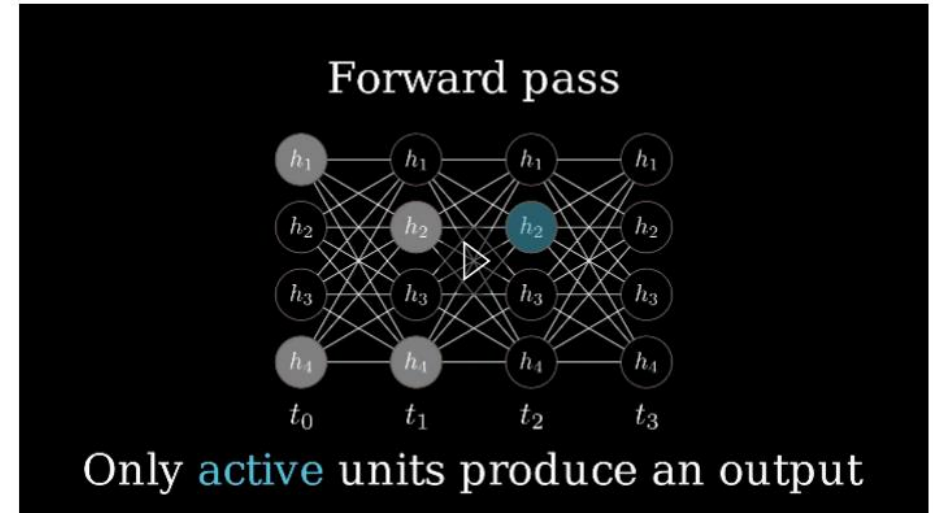 Forward pass
h₁ h₁ h₁ h₁
h₂ h₂ h₂ h₂
h₃ h₃ h₃ h₃
h₄ h₄ h₄ h₄
t₀ t₁ t₂ t₃
Only active units produce an output